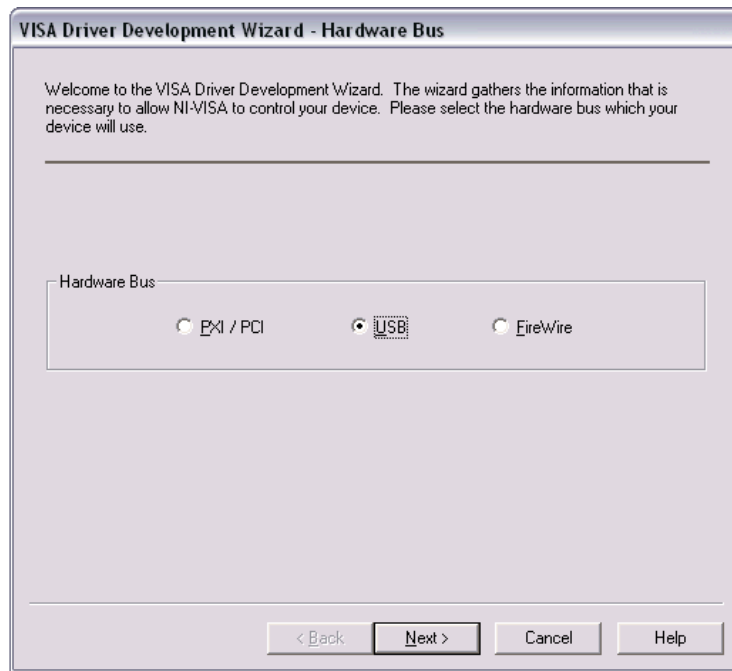 VISA Driver Development Wizard - Hardware Bus
Welcome to the VISA Driver Development Wizard. The wizard gathers the information that is
necessary to allow NI-VISA to control your device. Please select the hardware bus which your
device will use.
Hardware Bus
PXI / PCI
USB
FireWire
< Back
Next >
Cancel
Help